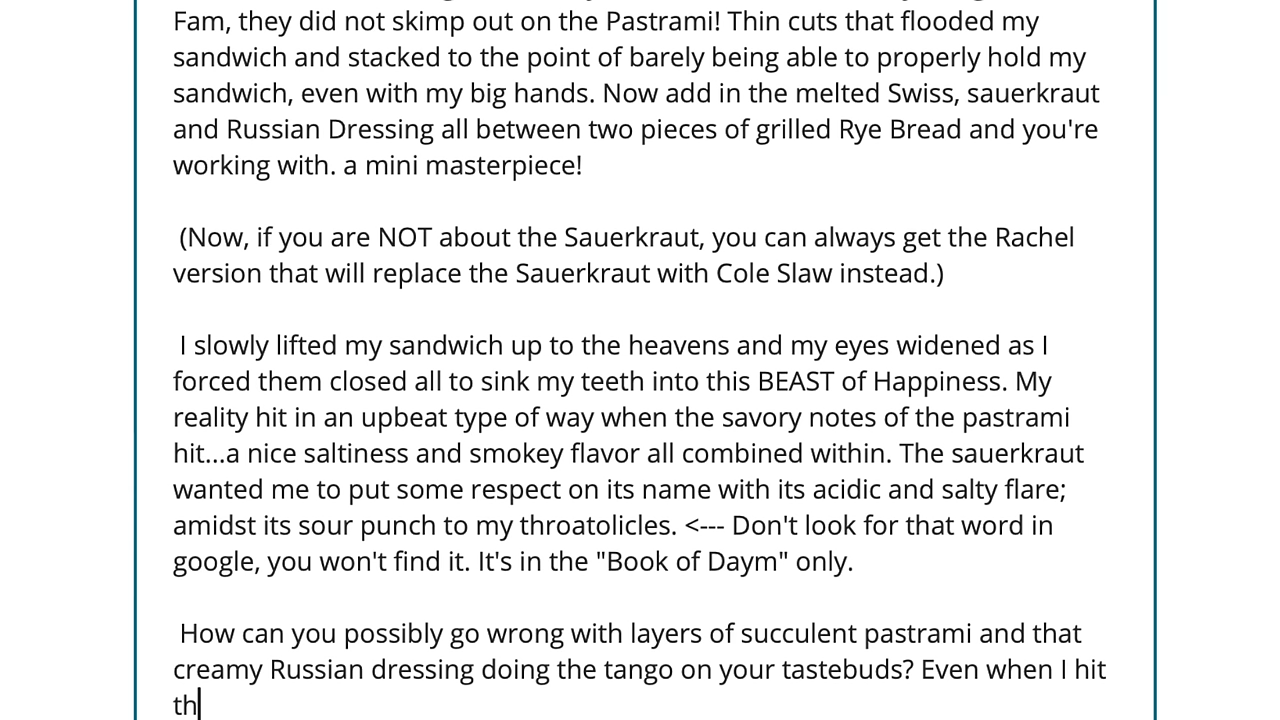 Fam, they did not skimp out on the Pastrami! Thin cuts that flooded my
sandwich and stacked to the point of barely being able to properly hold my
sandwich, even with my big hands. Now add in the melted Swiss, sauerkraut
and Russian Dressing all between two pieces of grilled Rye Bread and you're
working with. a mini masterpiece!
(Now, if you are NOT about the Sauerkraut, you can always get the Rachel
version that will replace the Sauerkraut with Cole Slaw instead.)
I slowly lifted my sandwich up to the heavens and my eyes widened as I
forced them closed all to sink my teeth into this BEAST of Happiness. My
reality hit in an upbeat type of way when the savory notes of the pastrami
hit...a nice saltiness and smokey flavor all combined within. The sauerkraut
wanted me to put some respect on its name with its acidic and salty flare;
amidst its sour punch to my throatolicles. <--- Don't look for that word in
google, you won't find it. It's in the "Book of Daym" only.
How can you possibly go wrong with layers of succulent pastrami and that
creamy Russian dressing doing the tango on your tastebuds? Even when I hit
th